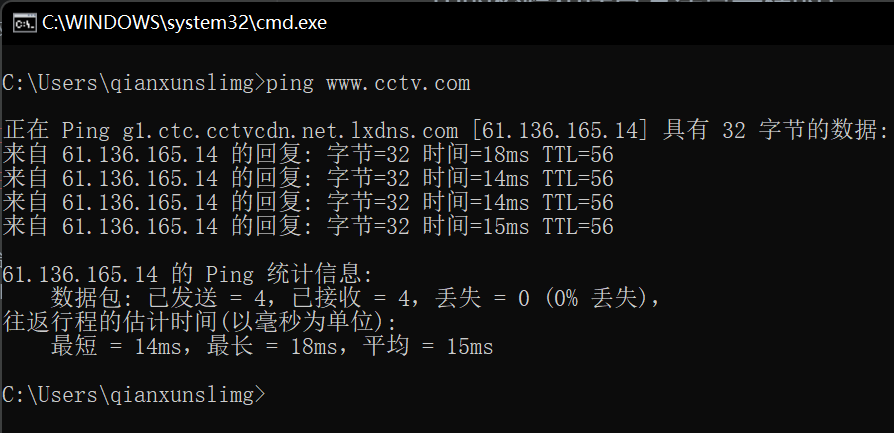 C:\WINDOWS\system32\cmd.exe
C:\Users\qianxunslimg>ping www.cctv.com
正在 Ping g1.ctc.cctvcdn.net.lxdns.com [61.136.165.14] 具有 32 字节的数据:
来自 61.136.165.14 的回复: 字节=32 时间=18ms TTL=56
来自 61.136.165.14 的回复: 字节=32 时间=14ms TTL=56
来自 61.136.165.14 的回复: 字节=32 时间=14ms TTL=56
来自 61.136.165.14 的回复: 字节=32 时间=15ms TTL=56
61.136.165.14 的 Ping 统计信息:
数据包: 已发送 = 4，已接收 = 4，丢失 = 0 (0% 丢失)，
往返行程的估计时间(以毫秒为单位):
最短 = 14ms，最长 = 18ms，平均 = 15ms
C:\Users\qianxunslimg>